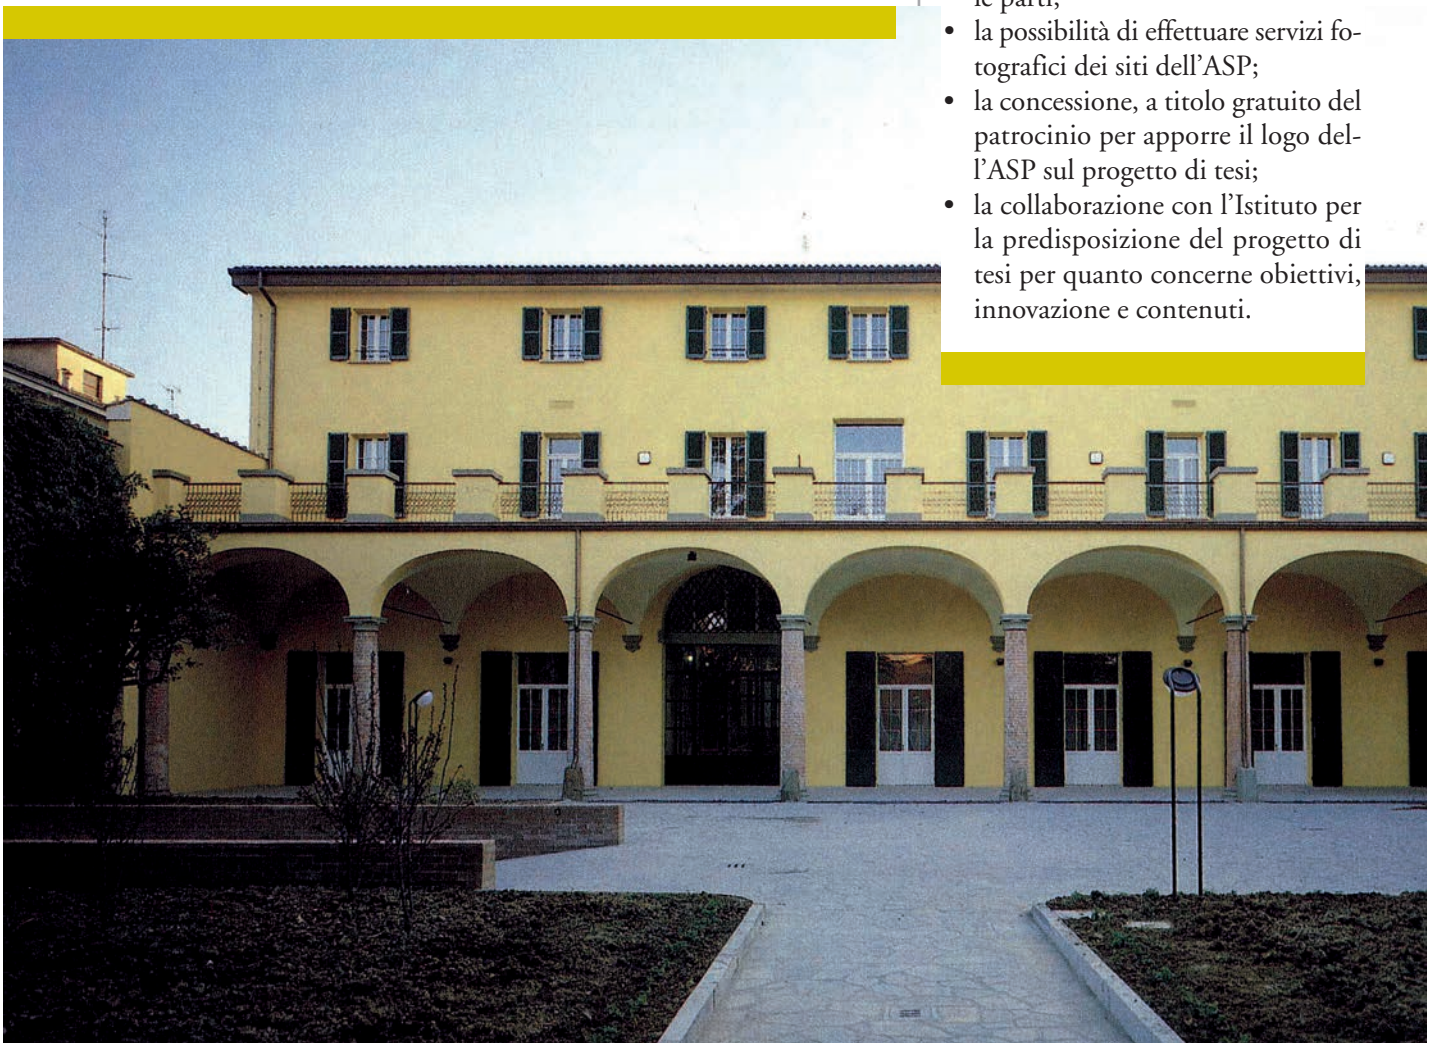 le parti;
• la possibilità di effettuare servizi fo-
tografici dei siti dell’ASP;
• la concessione, a titolo gratuito del
patrocinio per apporre il logo del-
l’ASP sul progetto di tesi;
• la collaborazione con l’Istituto per
la predisposizione del progetto di
tesi per quanto concerne obiettivi,
innovazione e contenuti.